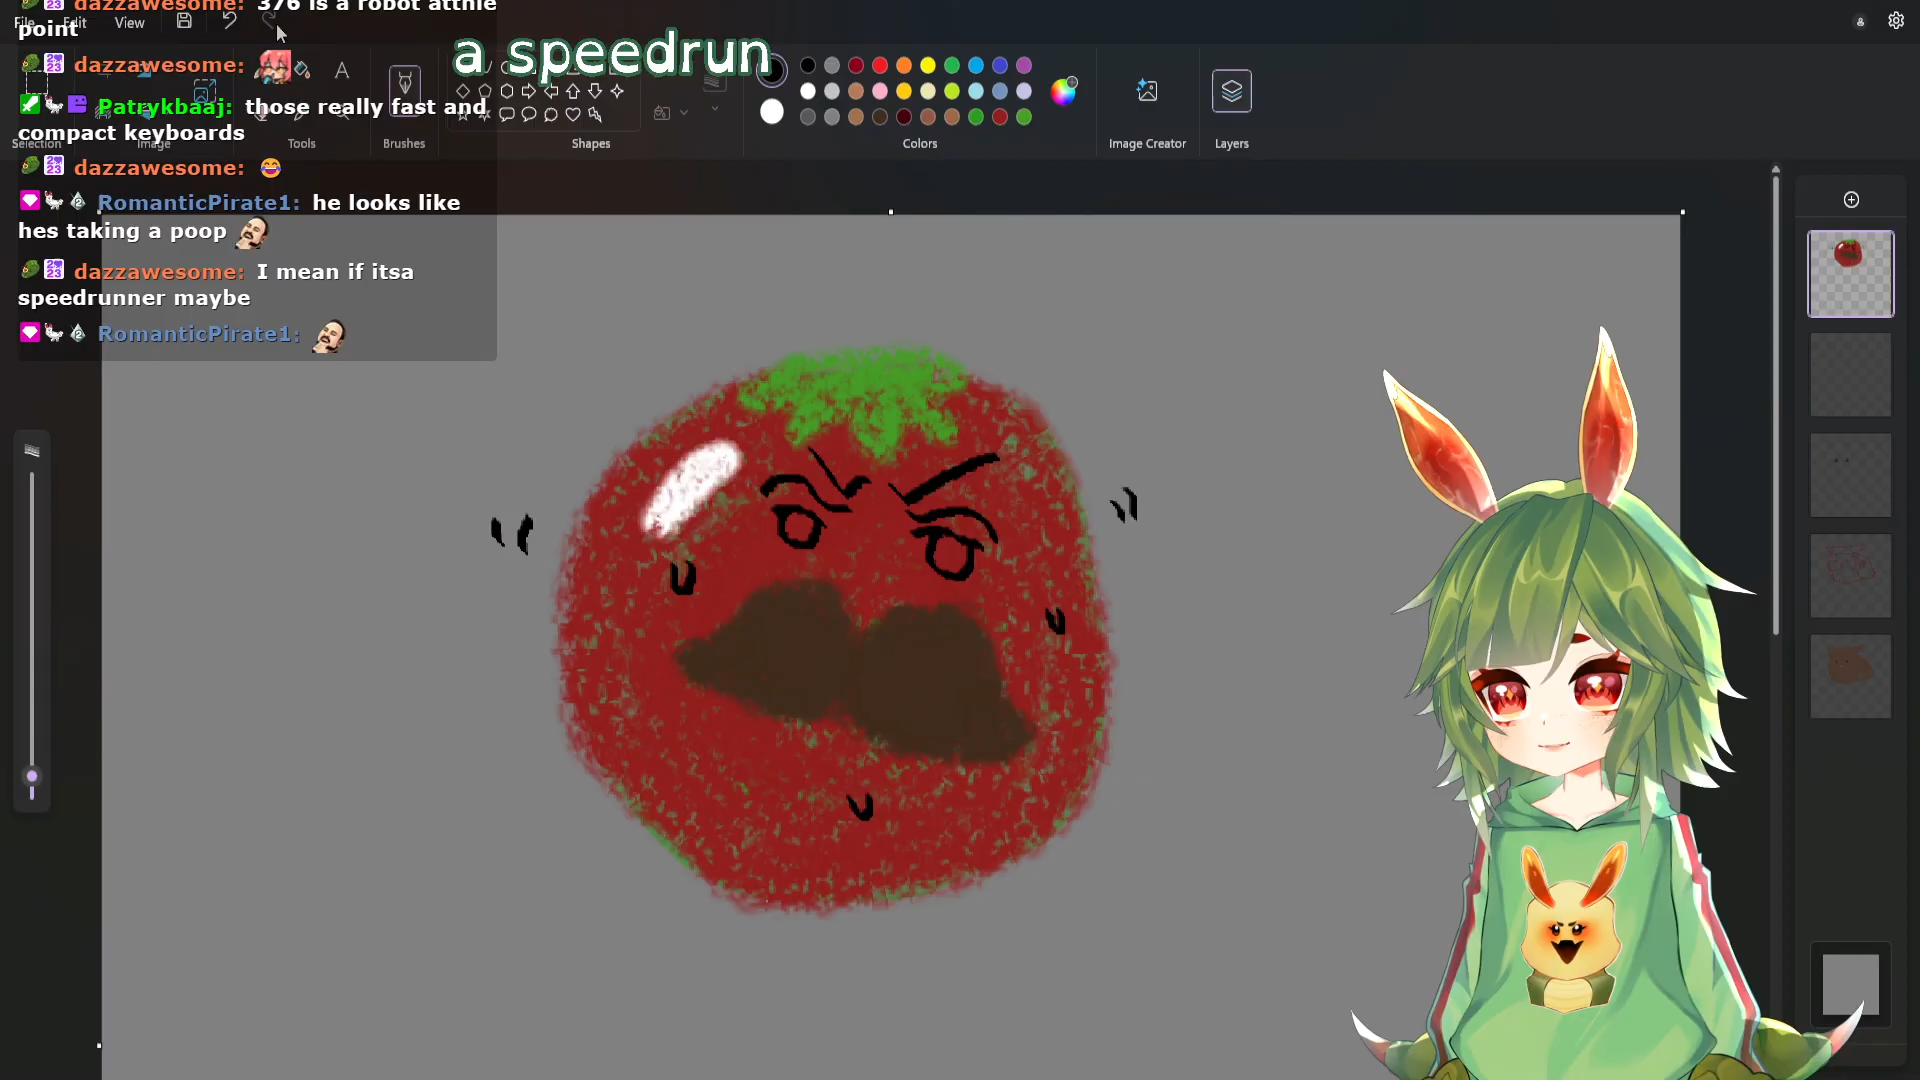 dazzawesome: 376 is a robot atthie
point
File Edit View
a speedrun
dazzawesome:
Patrykbaaj: those really fast and
compact keyboards
Selection Image Tools Brushes Shapes Colors Image Creator Layers
dazzawesome: 😂
RomanticPirate1: he looks like
hes taking a poop
dazzawesome: I mean if itsa
speedrunner maybe
RomanticPirate1: